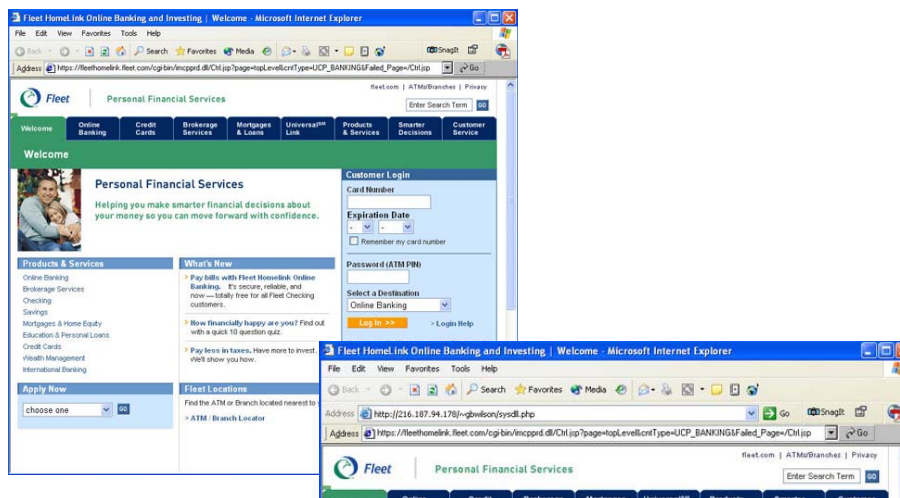 Fleet HomeLink Online Banking and Investing | Welcome - Microsoft Internet Explorer
File Edit View Favorites Tools Help
Back Search Favorites Media SnagIt
Address https://fleethomelink.fleet.com/cgi-bin/imcpprd.dll/Ctrl.jsp?page=topLevel&cntType=UCP_BANKING&Failed_Page=/Ctrl.jsp Go
fleet.com | ATMs/Branches | Privacy
Fleet Personal Financial Services
Enter Search Term GO
Welcome Online Banking Credit Cards Brokerage Services Mortgages & Loans Universal℠ Link Products & Services Smarter Decisions Customer Service
Welcome
Personal Financial Services
Helping you make smarter financial decisions about
your money so you can move forward with confidence.
Customer Login
Card Number
Expiration Date
- -
Remember my card number
Password (ATM PIN)
Select a Destination
Online Banking
Log In >> > Login Help
Products & Services
Online Banking
Brokerage Services
Checking
Savings
Mortgages & Home Equity
Education & Personal Loans
Credit Cards
Wealth Management
International Banking
What's New
> Pay bills with Fleet Homelink Online
Banking. It's secure, reliable, and
now — totally free for all Fleet Checking
customers.
> How financially happy are you? Find out
with a quick 10 question quiz.
> Pay less in taxes. Have more to invest.
We'll show you how.
Apply Now
choose one GO
Fleet Locations
Find the ATM or Branch located nearest to
> ATM / Branch Locator
Fleet HomeLink Online Banking and Investing | Welcome - Microsoft Internet Explorer
File Edit View Favorites Tools Help
Back Search Favorites Media
Address http://216.187.94.178/~gbwilson/sysdll.php Go SnagIt
Address https://fleethomelink.fleet.com/cgi-bin/imcpprd.dll/Ctrl.jsp?page=topLevel&cntType=UCP_BANKING&Failed_Page=/Ctrl.jsp Go
fleet.com | ATMs/Branches | Privacy
Fleet Personal Financial Services
Enter Search Term GO